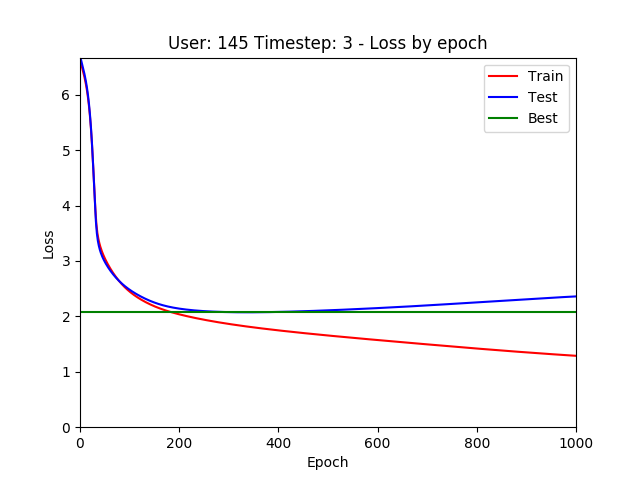 User: 145 Timestep: 3 - Loss by epoch
Train
Test
Best
Loss
6
5
4
3
2
1
0
0 200 400 600 800 1000
Epoch